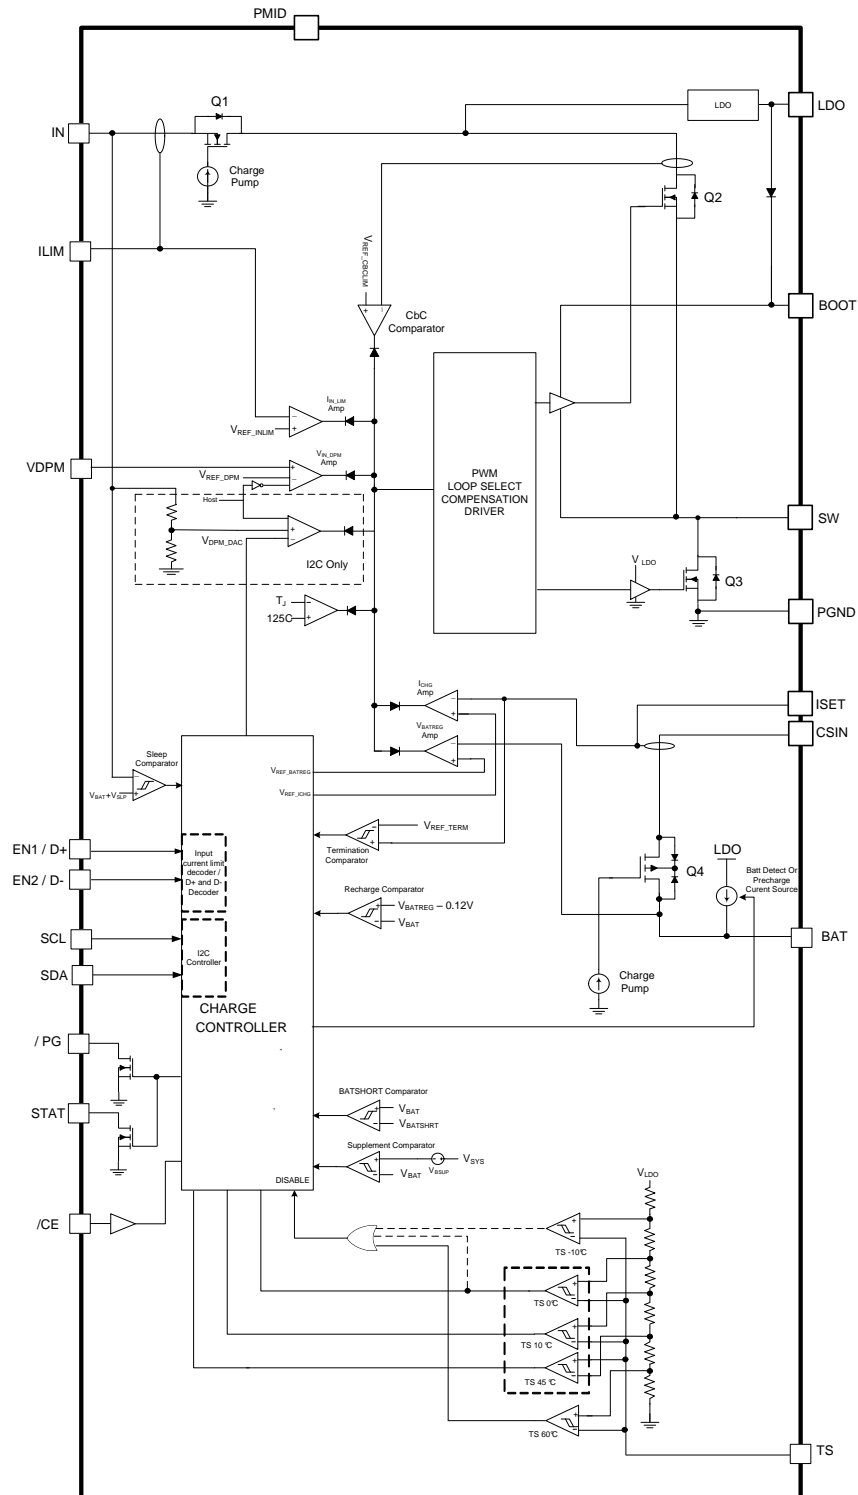 PMID
Q1
LDO
LDO
IN
Charge
Pump
Q2
ILIM
VREF_CBCLIM
BOOT
+ −
CbC
Comparator
IIN_LIM
Amp
−
VREF_INLIM
+
PWM
LOOP SELECT
COMPENSATION
DRIVER
VDPM
VIN_DPM
Amp
+
VREF_DPM
−
Host
+
VDPM_DAC
−
I2C Only
SW
V LDO
Q3
TJ
−
125C
+
PGND
ICHG
Amp
−
+
ISET
CSIN
VBATREG
Amp
−
+
Sleep
Comparator
−
VBAT+VSLP
+
VREF_BATREG
VREF_ICHG
VREF_TERM
−
+
Termination
Comparator
EN1 / D+
EN2 / D-
Input
current limit
decoder /
D+ and D-
Decoder
LDO
Batt Detect Or
Precharge
Curent Source
Q4
Recharge Comparator
+
VBATREG – 0.12V
−
VBAT
BAT
SCL
SDA
I2C
Controller
Charge
Pump
CHARGE
CONTROLLER
/ PG
STAT
BATSHORT Comparator
+
VBAT
−
VBATSHRT
Supplement Comparator
+
VSYS
−
VBAT
VBSUP
DISABLE
VLDO
/CE
+
−
TS -10°C
+
−
TS 0°C
+
−
TS 10 °C
+
−
TS 45 °C
+
−
TS 60°C
TS